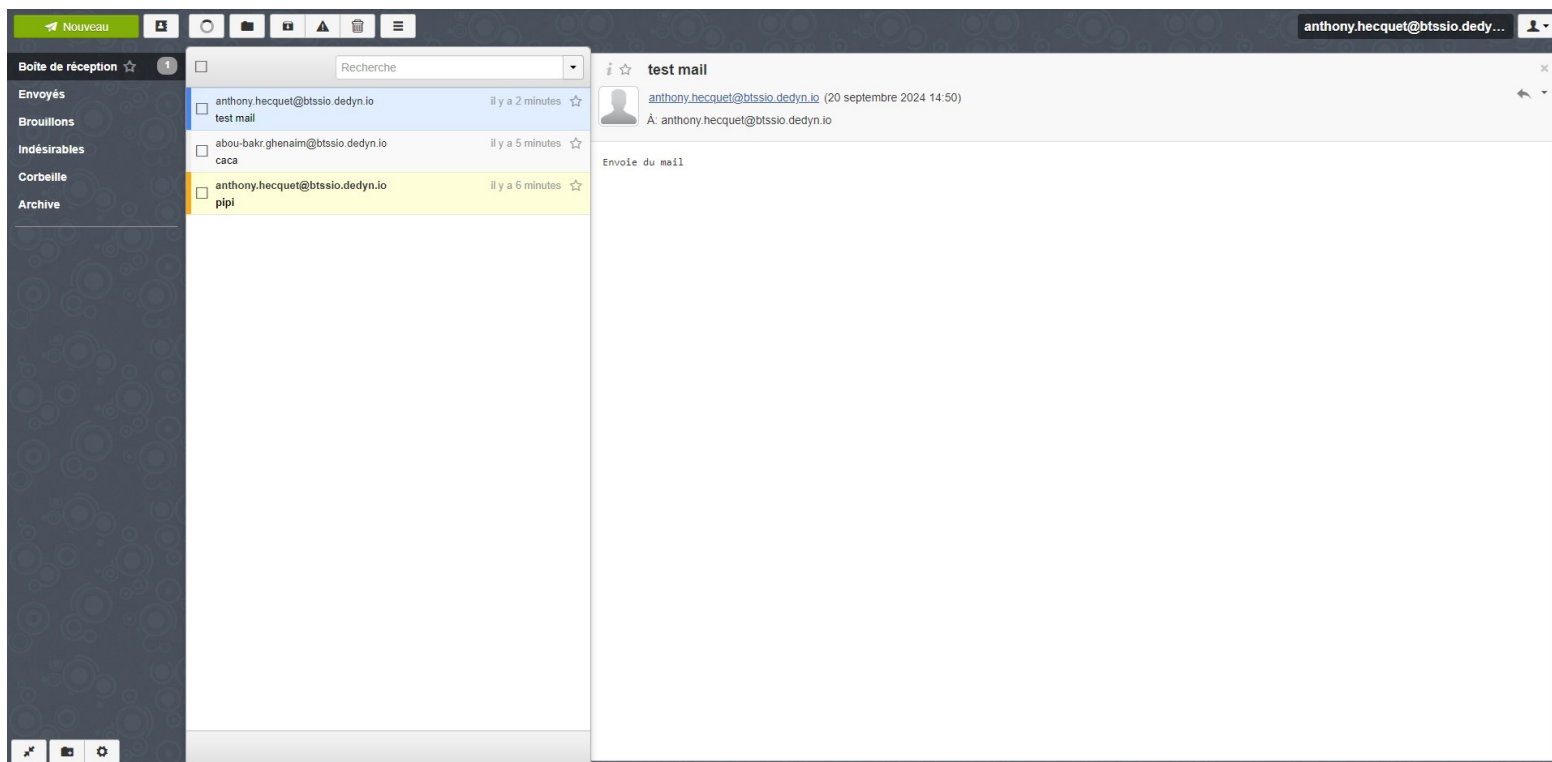 Nouveau
anthony.hecquet@btssio.dedy...
Boîte de réception 1
Envoyés
Brouillons
Indésirables
Corbeille
Archive
Recherche
anthony.hecquet@btssio.dedyn.io il y a 2 minutes
test mail
abou-bakr.ghenaim@btssio.dedyn.io il y a 5 minutes
caca
anthony.hecquet@btssio.dedyn.io il y a 6 minutes
pipi
i test mail
anthony.hecquet@btssio.dedyn.io (20 septembre 2024 14:50)
À: anthony.hecquet@btssio.dedyn.io
Envoie du mail